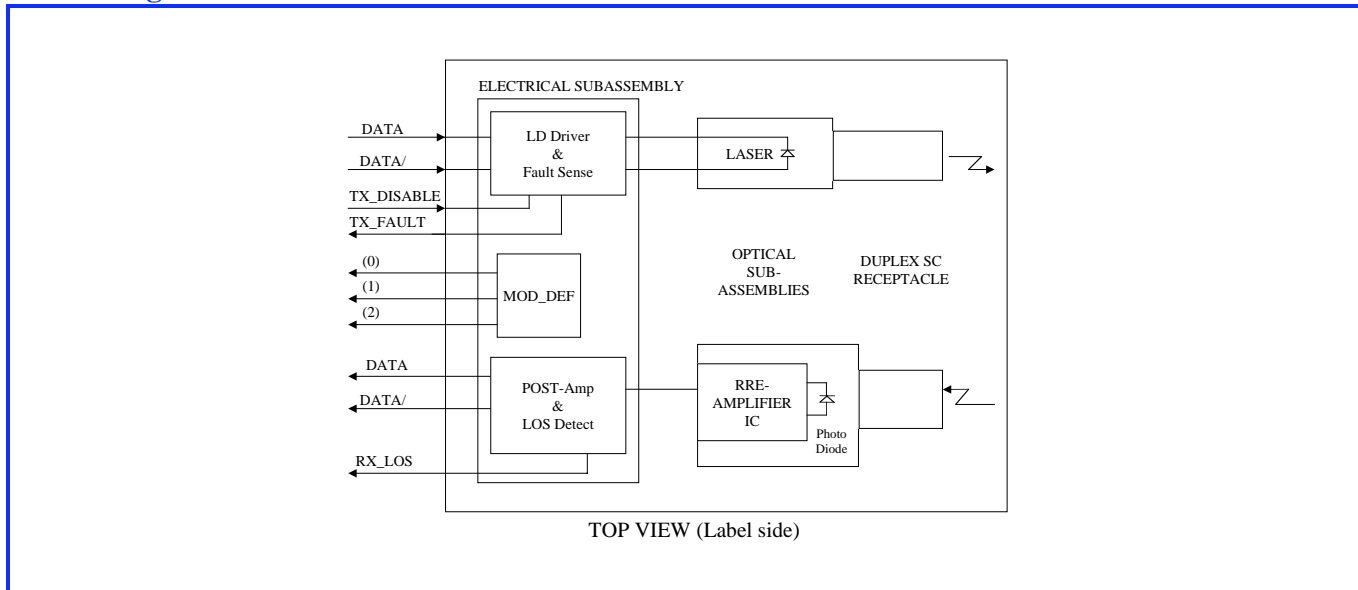 ELECTRICAL SUBASSEMBLY
DATA
DATA/
TX_DISABLE
TX_FAULT
LD Driver
&
Fault Sense
LASER
(0)
(1)
(2)
MOD_DEF
OPTICAL
SUB-
ASSEMBLIES
DUPLEX SC
RECEPTACLE
DATA
DATA/
RX_LOS
POST-Amp
&
LOS Detect
RRE-
AMPLIFIER
IC
Photo
Diode
TOP VIEW (Label side)